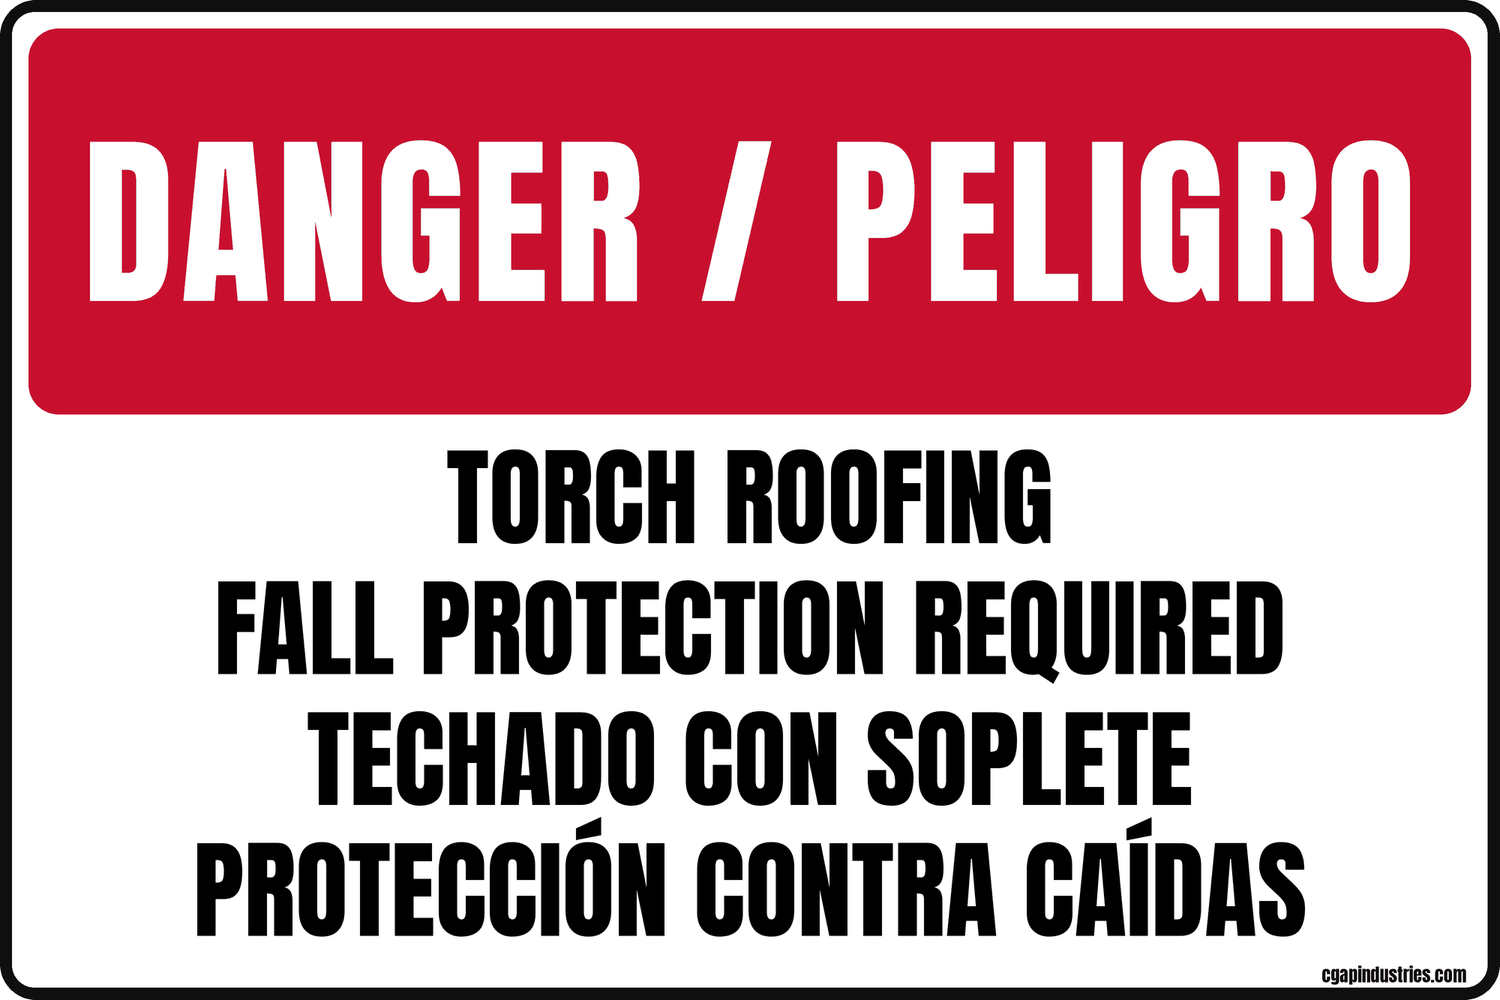 DANGER / PELIGRO
TORCH ROOFING
FALL PROTECTION REQUIRED
TECHADO CON SOPLETE
PROTECCIÓN CONTRA CAÍDAS
cgapindustries.com